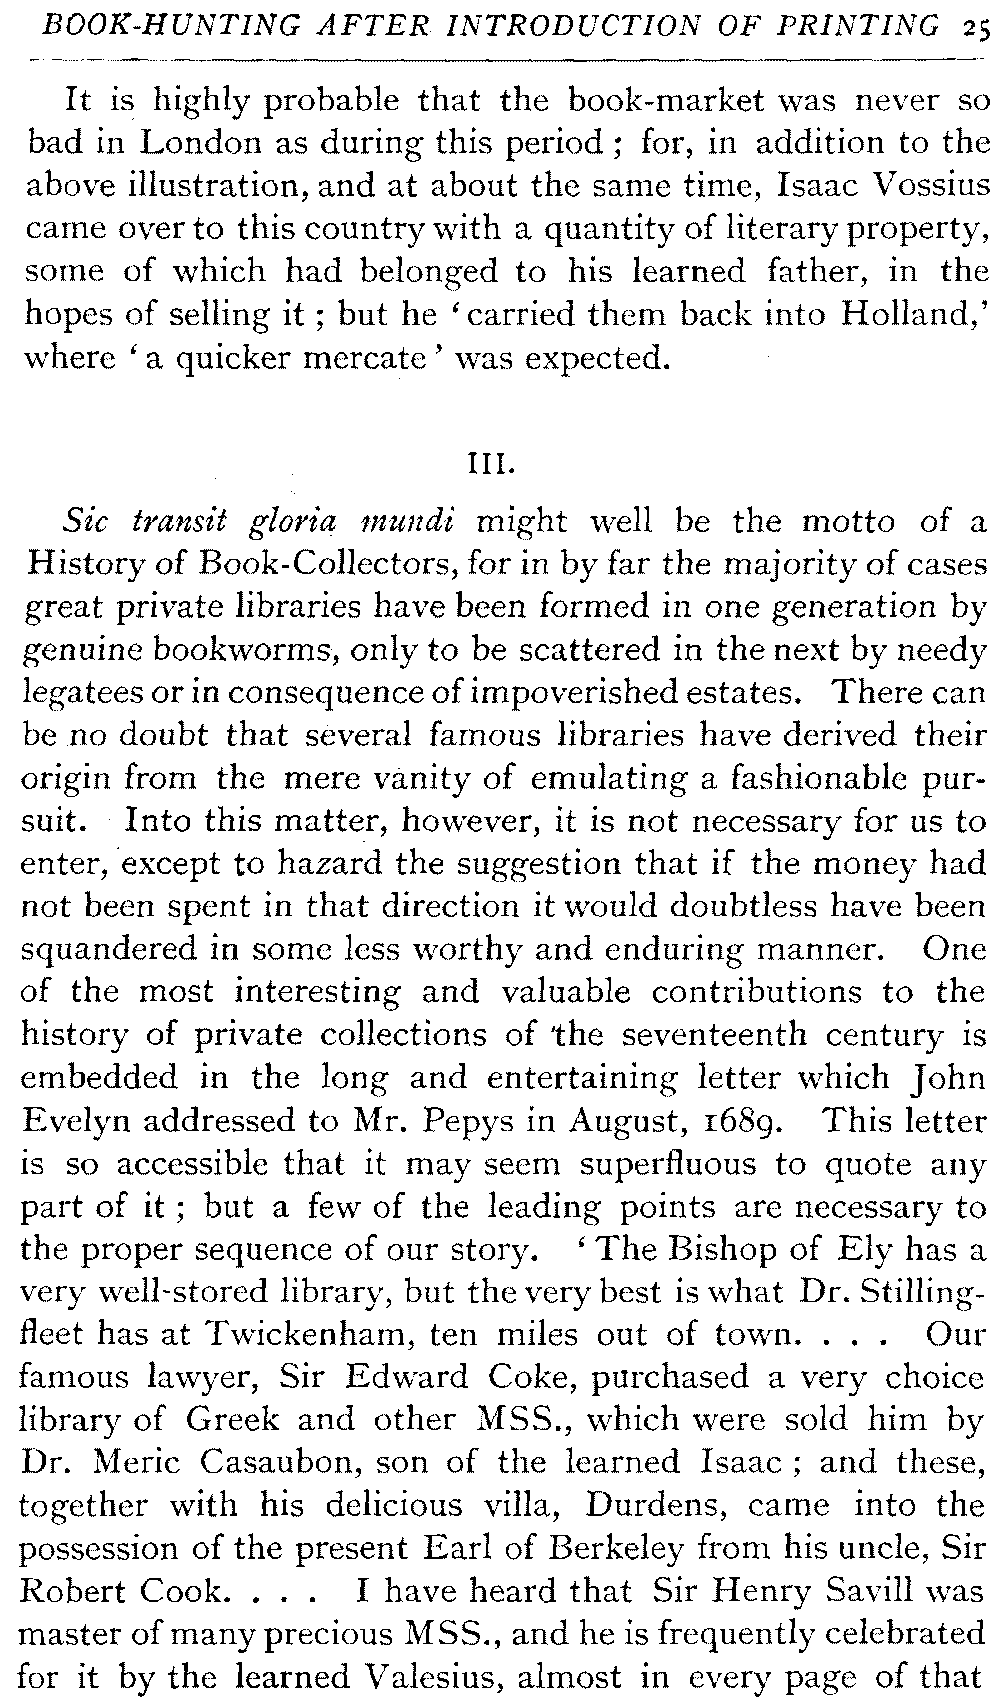 BOOK-HUNTING AFTER INTRODUCTION OF PRINTING 25
It is highly probable that the book-market was never so
bad in London as during this period ; for, in addition to the
above illustration, and at about the same time, Isaac Vossius
came over to this country with a quantity of literary property,
some of which had belonged to his learned father, in the
hopes of selling it ; but he ‘ carried them back into Holland,’
where ‘ a quicker mercate ’ was expected.
III.
Sic transit gloria mundi might well be the motto of a
History of Book-Collectors, for in by far the majority of cases
great private libraries have been formed in one generation by
genuine bookworms, only to be scattered in the next by needy
legatees or in consequence of impoverished estates. There can
be no doubt that several famous libraries have derived their
origin from the mere vanity of emulating a fashionable pur-
suit. Into this matter, however, it is not necessary for us to
enter, except to hazard the suggestion that if the money had
not been spent in that direction it would doubtless have been
squandered in some less worthy and enduring manner. One
of the most interesting and valuable contributions to the
history of private collections of the seventeenth century is
embedded in the long and entertaining letter which John
Evelyn addressed to Mr. Pepys in August, 1689. This letter
is so accessible that it may seem superfluous to quote any
part of it ; but a few of the leading points are necessary to
the proper sequence of our story. ‘ The Bishop of Ely has a
very well-stored library, but the very best is what Dr. Stilling-
fleet has at Twickenham, ten miles out of town. . . . Our
famous lawyer, Sir Edward Coke, purchased a very choice
library of Greek and other MSS., which were sold him by
Dr. Meric Casaubon, son of the learned Isaac ; and these,
together with his delicious villa, Durdens, came into the
possession of the present Earl of Berkeley from his uncle, Sir
Robert Cook. . . . I have heard that Sir Henry Savill was
master of many precious MSS., and he is frequently celebrated
for it by the learned Valesius, almost in every page of that